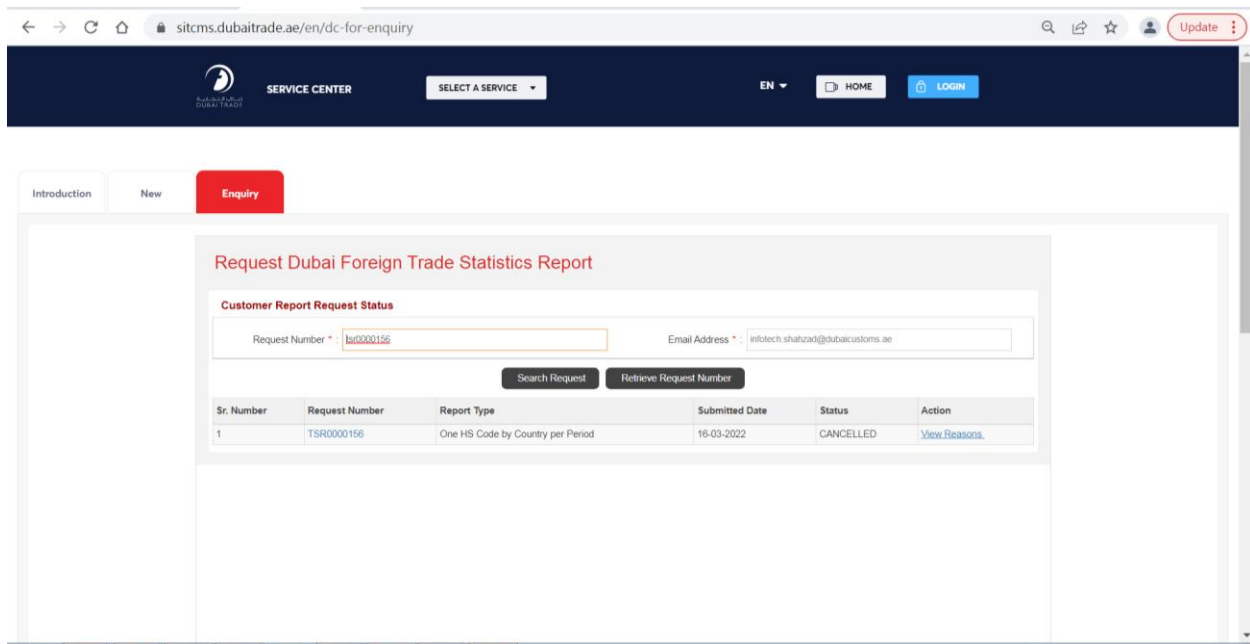 sitcms.dubaitrade.ae/en/dc-for-enquiry
Update
DUBAI TRADE
SERVICE CENTER
SELECT A SERVICE
EN
HOME
LOGIN
Introduction
New
Enquiry
Request Dubai Foreign Trade Statistics Report
Customer Report Request Status
Request Number * : tsr0000156
Email Address * : infotech.shahzad@dubaicustoms.ae
Search Request
Retrieve Request Number
Sr. Number Request Number Report Type Submitted Date Status Action
1 TSR0000156 One HS Code by Country per Period 16-03-2022 CANCELLED View Reasons